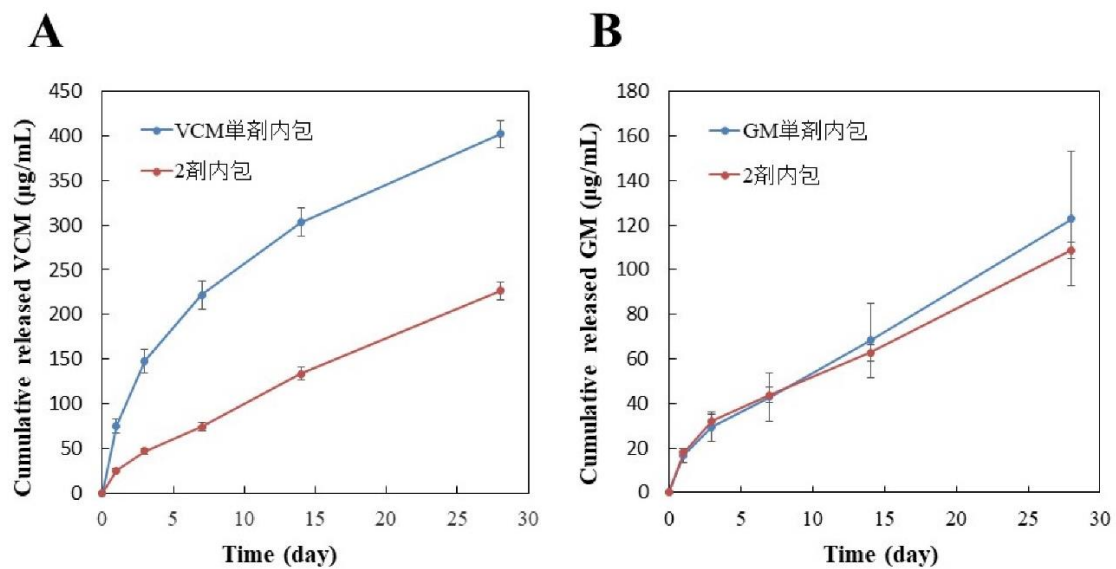 A
450
400
350
300
250
200
150
100
50
0
Cumulative released VCM (µg/mL)
VCM単剤内包
2剤内包
0 5 10 15 20 25 30
Time (day)
B
180
160
140
120
100
80
60
40
20
0
Cumulative released GM (µg/mL)
GM単剤内包
2剤内包
0 5 10 15 20 25 30
Time (day)